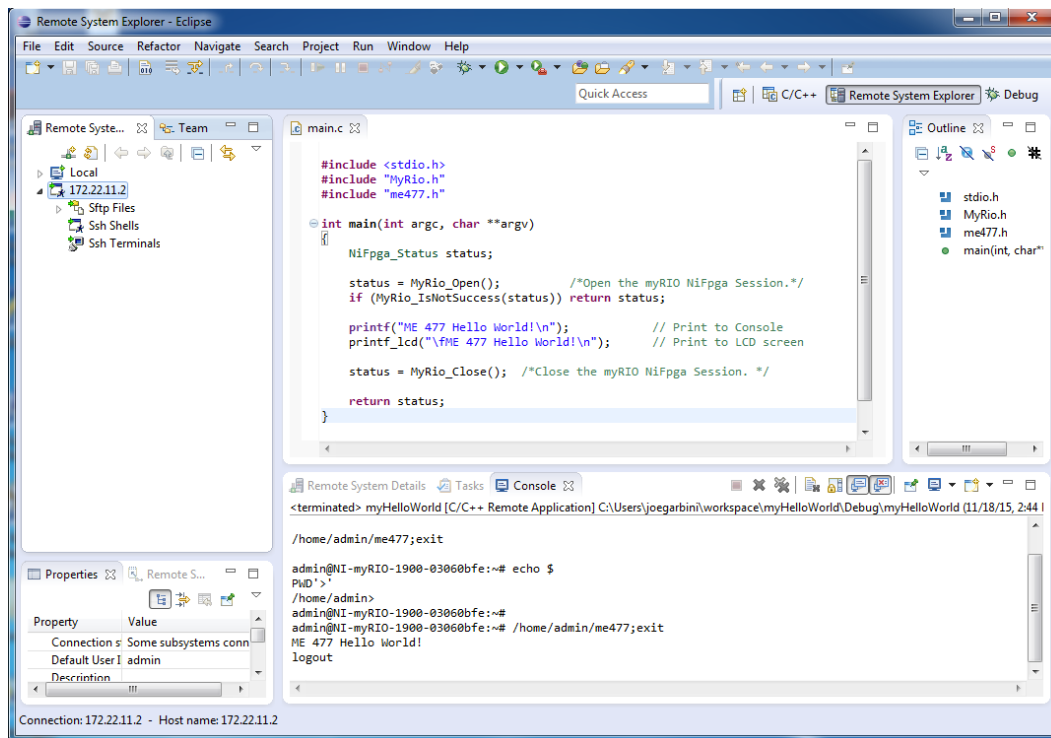 Remote System Explorer - Eclipse
File Edit Source Refactor Navigate Search Project Run Window Help
Quick Access
C/C++ Remote System Explorer Debug
Remote Syste... Team
Local
172.22.11.2
Sftp Files
Ssh Shells
Ssh Terminals
main.c
#include <stdio.h>
#include "MyRio.h"
#include "me477.h"
int main(int argc, char **argv)
{
NiFpga_Status status;
status = MyRio_Open(); /*Open the myRIO NiFpga Session.*/
if (MyRio_IsNotSuccess(status)) return status;
printf("ME 477 Hello World!\n"); // Print to Console
printf_lcd("\fME 477 Hello World!\n"); // Print to LCD screen
status = MyRio_Close(); /*Close the myRIO NiFpga Session. */
return status;
}
Outline
stdio.h
MyRio.h
me477.h
main(int, char*
Properties Remote S...
Property Value
Connection s Some subsystems conn
Default User I admin
Description
Remote System Details Tasks Console
<terminated> myHelloWorld [C/C++ Remote Application] C:\Users\joegarbini\workspace\myHelloWorld\Debug\myHelloWorld (11/18/15, 2:44
/home/admin/me477;exit
admin@NI-myRIO-1900-03060bfe:~# echo $
PWD'>'
/home/admin>
admin@NI-myRIO-1900-03060bfe:~#
admin@NI-myRIO-1900-03060bfe:~# /home/admin/me477;exit
ME 477 Hello World!
logout
Connection: 172.22.11.2 - Host name: 172.22.11.2